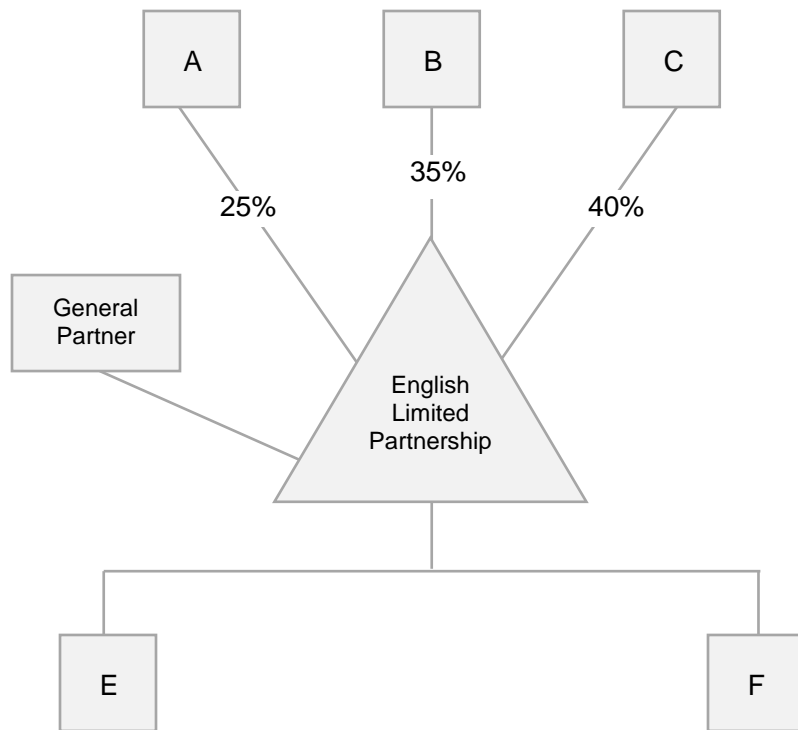 A
B
C
35%
25%
40%
General
Partner
English
Limited
Partnership
E
F